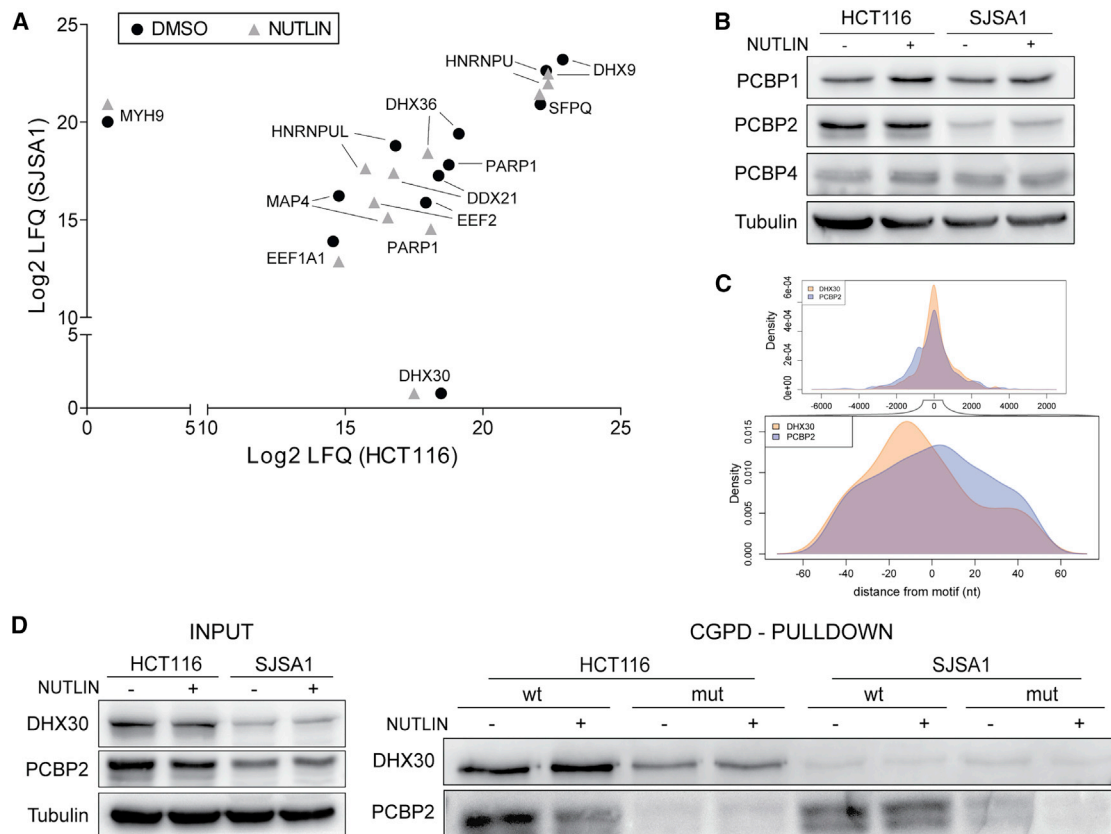 A
25
DMSO NUTLIN
HNRNPU
DHX9
SFPQ
20
MYH9
DHX36
HNRNPUL
PARP1
DDX21
MAP4
EEF2
15
PARP1
EEF1A1
10
5
DHX30
0
0 5 10 15 20 25
Log2 LFQ (SJSA1)
Log2 LFQ (HCT116)
B
HCT116 SJSA1
NUTLIN - + - +
PCBP1
PCBP2
PCBP4
Tubulin
C
DHX30
PCBP2
6e-04
4e-04
2e-04
0e+00
Density
-6000 -4000 -2000 0 2000
DHX30
PCBP2
0.015
0.010
0.005
0.000
Density
-60 -40 -20 0 20 40 60
distance from motif (nt)
D
INPUT
HCT116 SJSA1
NUTLIN - + - +
DHX30
PCBP2
Tubulin
CGPD - PULLDOWN
HCT116 SJSA1
wt mut wt mut
NUTLIN - + - + - + - +
DHX30
PCBP2